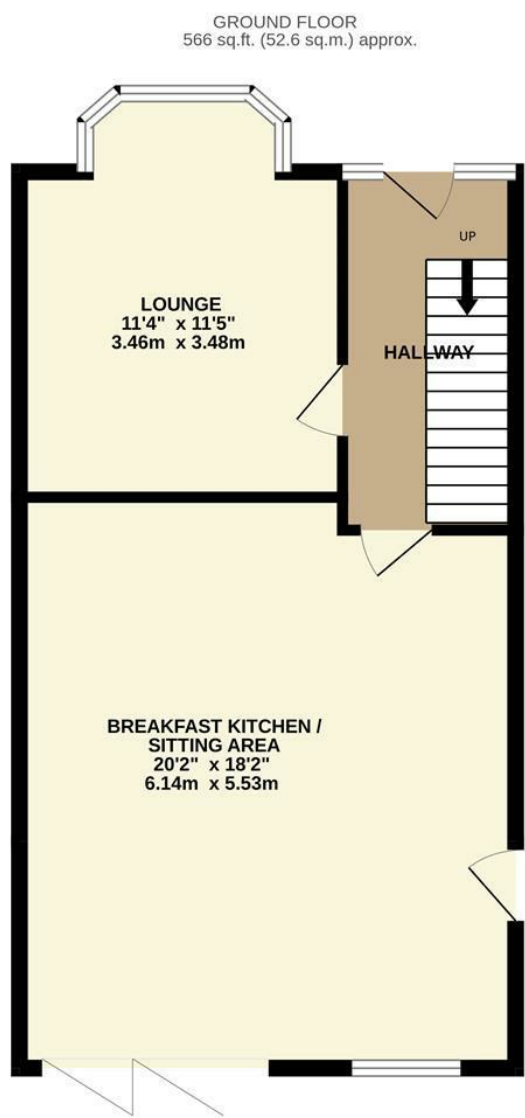 GROUND FLOOR
566 sq.ft. (52.6 sq.m.) approx.
UP
LOUNGE
11'4" x 11'5"
3.46m x 3.48m
HALLWAY
BREAKFAST KITCHEN /
SITTING AREA
20'2" x 18'2"
6.14m x 5.53m